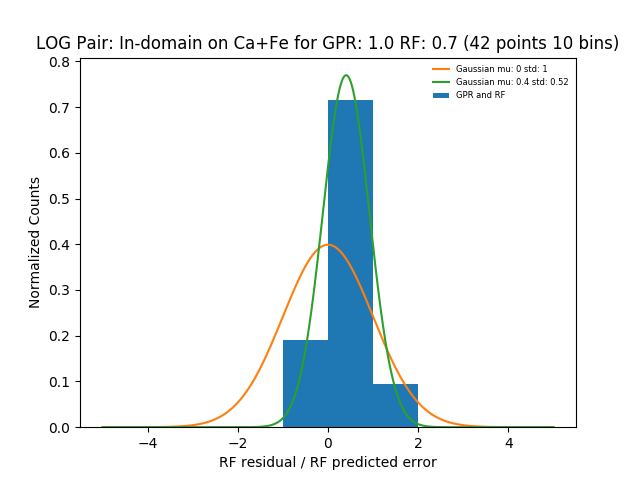 LOG Pair: In-domain on Ca+Fe for GPR: 1.0 RF: 0.7 (42 points 10 bins)
Gaussian mu: 0 std: 1
Gaussian mu: 0.4 std: 0.52
GPR and RF
Normalized Counts
0.8
0.7
0.6
0.5
0.4
0.3
0.2
0.1
0.0
−4
−2
0
2
4
RF residual / RF predicted error